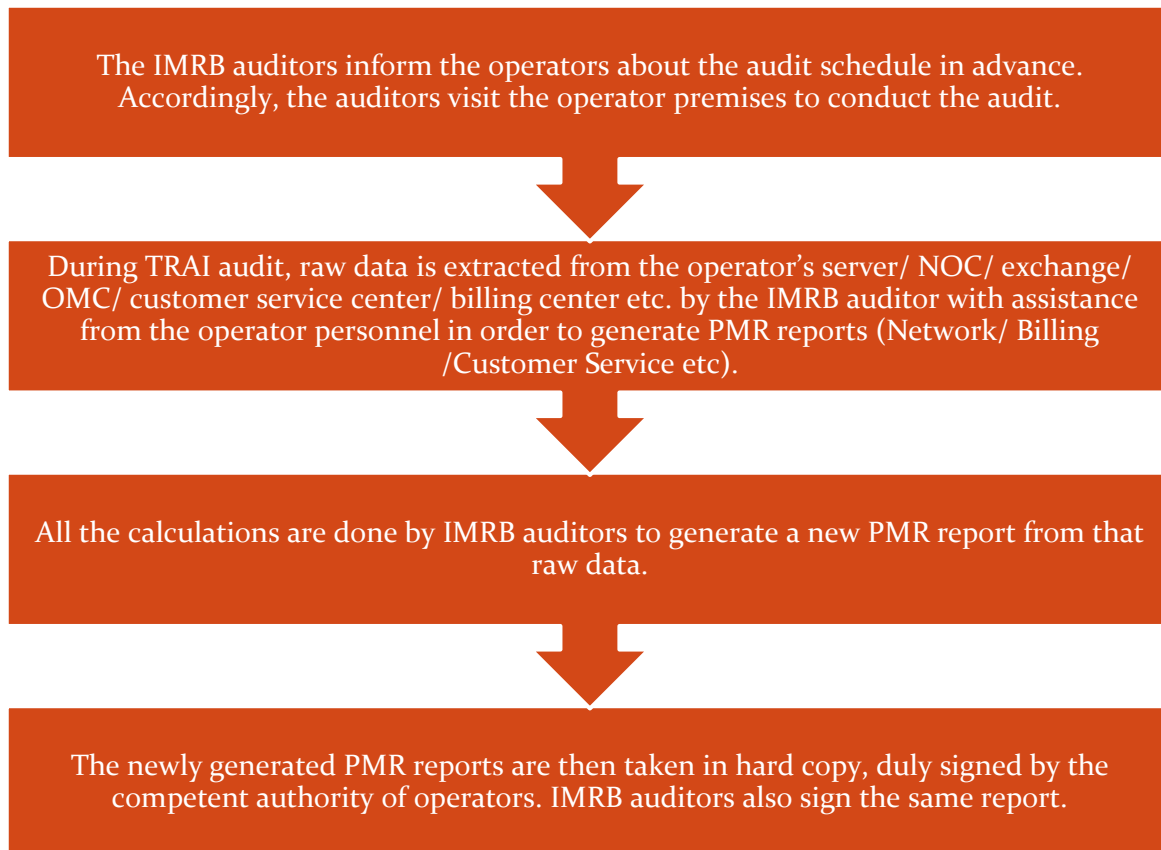 The IMRB auditors inform the operators about the audit schedule in advance.
Accordingly, the auditors visit the operator premises to conduct the audit.
During TRAI audit, raw data is extracted from the operator's server/ NOC/ exchange/
OMC/ customer service center/ billing center etc. by the IMRB auditor with assistance
from the operator personnel in order to generate PMR reports (Network/ Billing
/Customer Service etc).
All the calculations are done by IMRB auditors to generate a new PMR report from that
raw data.
The newly generated PMR reports are then taken in hard copy, duly signed by the
competent authority of operators. IMRB auditors also sign the same report.